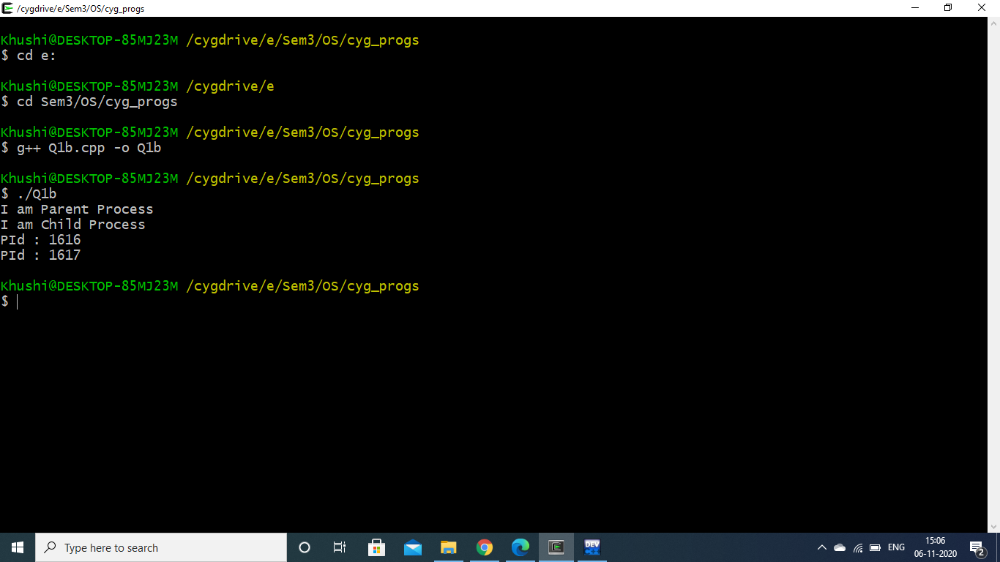 /cygdrive/e/Sem3/OS/cyg_progs
Khushi@DESKTOP-85MJ23M /cygdrive/e/Sem3/OS/cyg_progs
$ cd e:
Khushi@DESKTOP-85MJ23M /cygdrive/e
$ cd Sem3/OS/cyg_progs
Khushi@DESKTOP-85MJ23M /cygdrive/e/Sem3/OS/cyg_progs
$ g++ Q1b.cpp -o Q1b
Khushi@DESKTOP-85MJ23M /cygdrive/e/Sem3/OS/cyg_progs
$ ./Q1b
I am Parent Process
I am Child Process
PId : 1616
PId : 1617
Khushi@DESKTOP-85MJ23M /cygdrive/e/Sem3/OS/cyg_progs
$
Type here to search
DEV
C++
ENG
15:06
06-11-2020
2